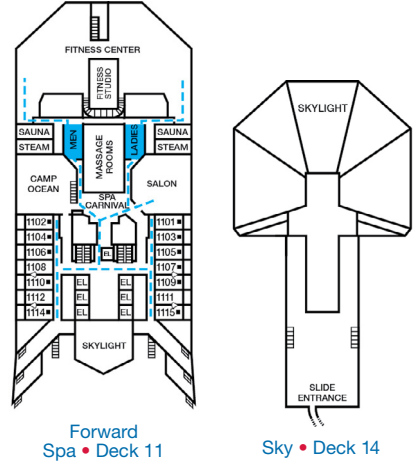 FITNESS CENTER
FITNESS
STUDIO
SAUNA
MEN
LADIES
SAUNA
STEAM
STEAM
MASSAGE
ROOMS
CAMP
OCEAN
SALON
SPA
CARNIVAL
1102
1101
1104
1103
1106
1105
EL
1108
1107
1110
EL
EL
1109
1112
EL
EL
1111
1114
EL
EL
1115
SKYLIGHT
Forward
Spa • Deck 11
SKYLIGHT
SLIDE
ENTRANCE
Sky • Deck 14